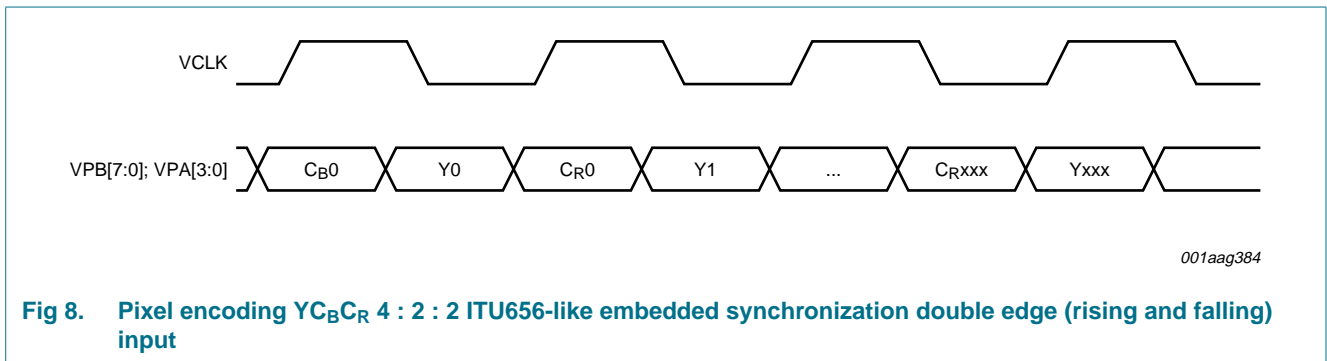 VCLK
VPB[7:0]; VPA[3:0] CB0 Y0 CR0 Y1 ... CRxxx Yxxx
001aag384
Fig 8. Pixel encoding YCBCR 4 : 2 : 2 ITU656-like embedded synchronization double edge (rising and falling)
input